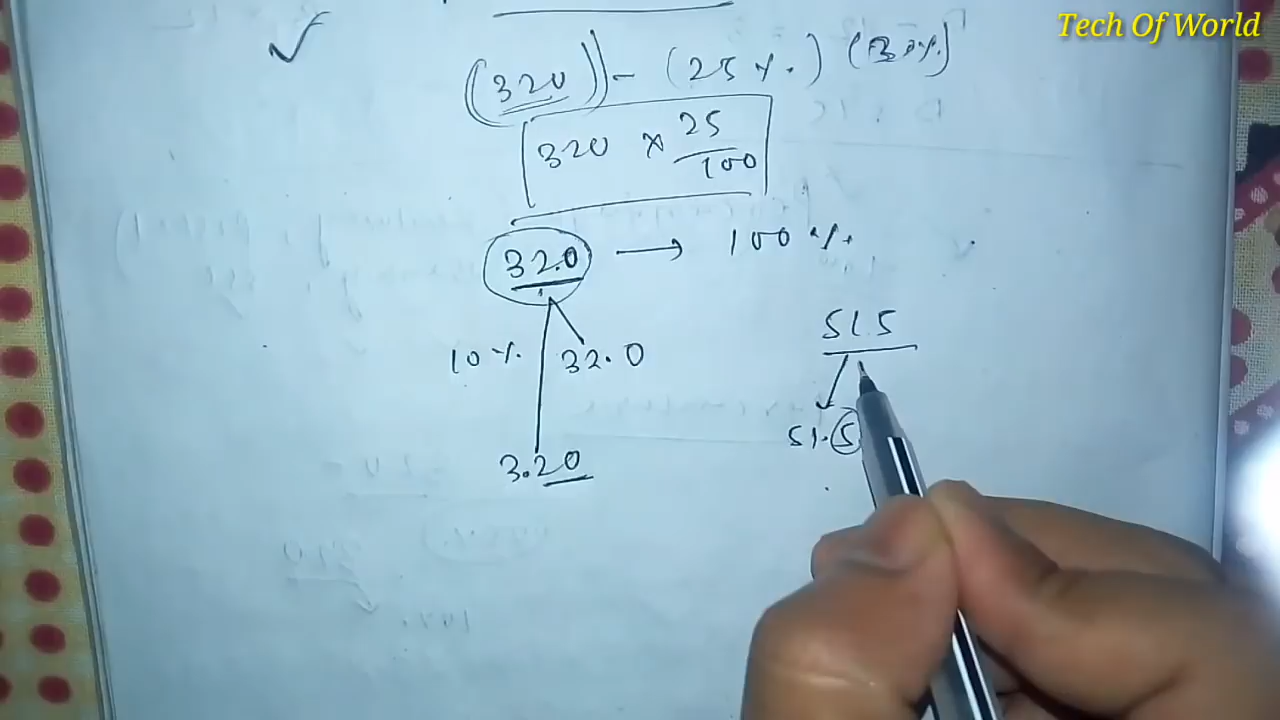 Tech Of World
(320) - (25%.) (30%)
320 × 25/100
32.0 → 100%
515
10% 32.0
51.5
3.20